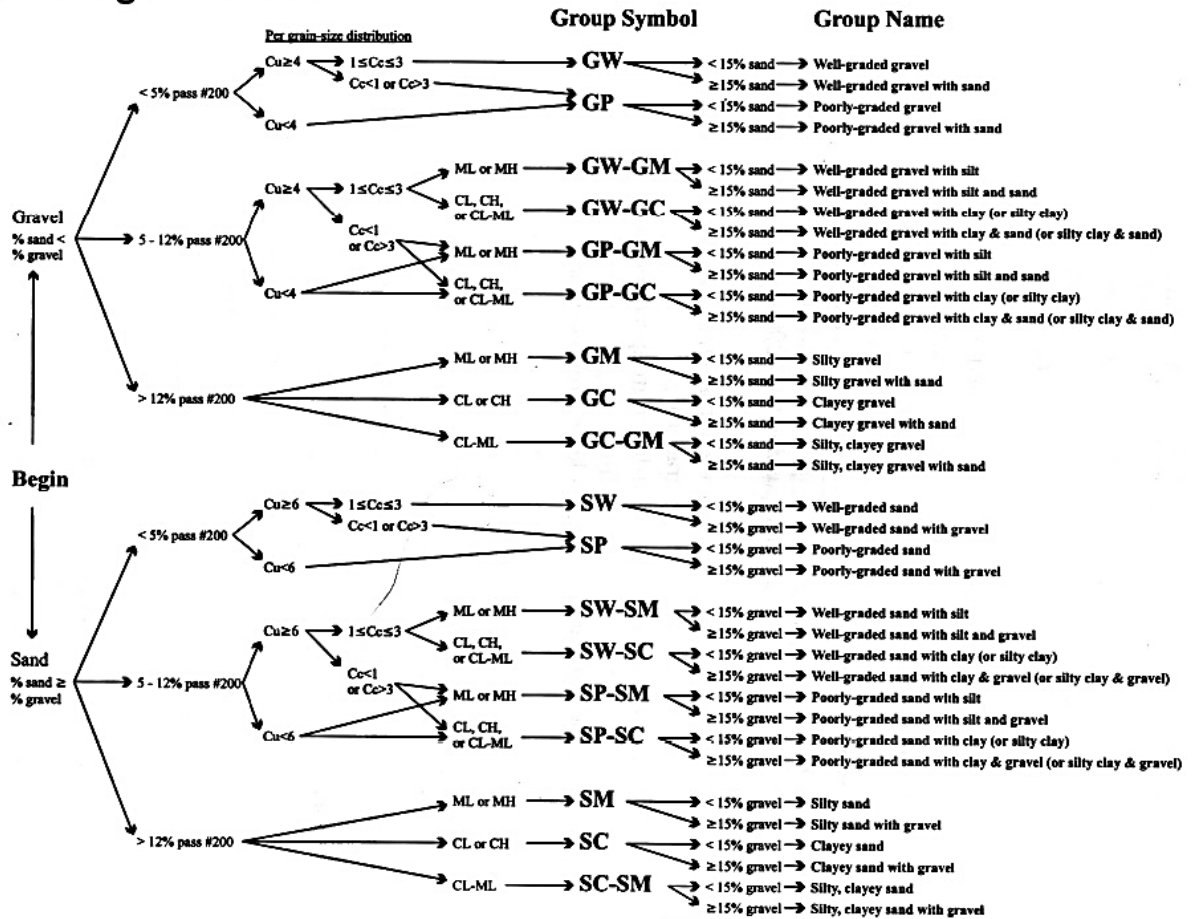 Group Symbol Group Name
Per grain-size distribution
Cu≥4 1≤Cc≤3 GW < 15% sand Well-graded gravel
Cc<1 or Cc>3 ≥15% sand Well-graded gravel with sand
< 5% pass #200 GP < 15% sand Poorly-graded gravel
Cu<4 ≥15% sand Poorly-graded gravel with sand
ML or MH GW-GM < 15% sand Well-graded gravel with silt
Cu≥4 1≤Cc≤3 ≥15% sand Well-graded gravel with silt and sand
CL, CH,
or CL-ML GW-GC < 15% sand Well-graded gravel with clay (or silty clay)
Gravel
% sand <
% gravel
5 - 12% pass #200
Cc<1
or Cc>3
≥15% sand Well-graded gravel with clay & sand (or silty clay & sand)
ML or MH GP-GM < 15% sand Poorly-graded gravel with silt
≥15% sand Poorly-graded gravel with silt and sand
Cu<4 CL, CH,
or CL-ML GP-GC < 15% sand Poorly-graded gravel with clay (or silty clay)
≥15% sand Poorly-graded gravel with clay & sand (or silty clay & sand)
ML or MH GM < 15% sand Silty gravel
≥15% sand Silty gravel with sand
> 12% pass #200 CL or CH GC < 15% sand Clayey gravel
≥15% sand Clayey gravel with sand
CL-ML GC-GM < 15% sand Silty, clayey gravel
≥15% sand Silty, clayey gravel with sand
Begin
Cu≥6 1≤Cc≤3 SW < 15% gravel Well-graded sand
Cc<1 or Cc>3 ≥15% gravel Well-graded sand with gravel
< 5% pass #200 SP < 15% gravel Poorly-graded sand
Cu<6 ≥15% gravel Poorly-graded sand with gravel
ML or MH SW-SM < 15% gravel Well-graded sand with silt
Cu≥6 1≤Cc≤3 ≥15% gravel Well-graded sand with silt and gravel
CL, CH,
or CL-ML SW-SC < 15% gravel Well-graded sand with clay (or silty clay)
Sand
% sand ≥
% gravel
5 - 12% pass #200
Cc<1
or Cc>3
≥15% gravel Well-graded sand with clay & gravel (or silty clay & gravel)
ML or MH SP-SM < 15% gravel Poorly-graded sand with silt
≥15% gravel Poorly-graded sand with silt and gravel
Cu<6 CL, CH,
or CL-ML SP-SC < 15% gravel Poorly-graded sand with clay (or silty clay)
≥15% gravel Poorly-graded sand with clay & gravel (or silty clay & gravel)
ML or MH SM < 15% gravel Silty sand
≥15% gravel Silty sand with gravel
> 12% pass #200 CL or CH SC < 15% gravel Clayey sand
≥15% gravel Clayey sand with gravel
CL-ML SC-SM < 15% gravel Silty, clayey sand
≥15% gravel Silty, clayey sand with gravel